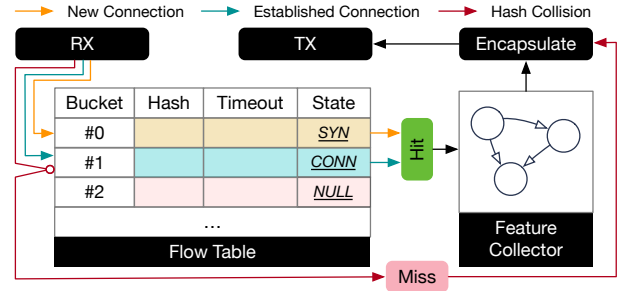 New Connection
Established Connection
Hash Collision
RX
TX
Encapsulate
Bucket Hash Timeout State
#0 SYN
#1 CONN
#2 NULL
...
Flow Table
Hit
Feature
Collector
Miss